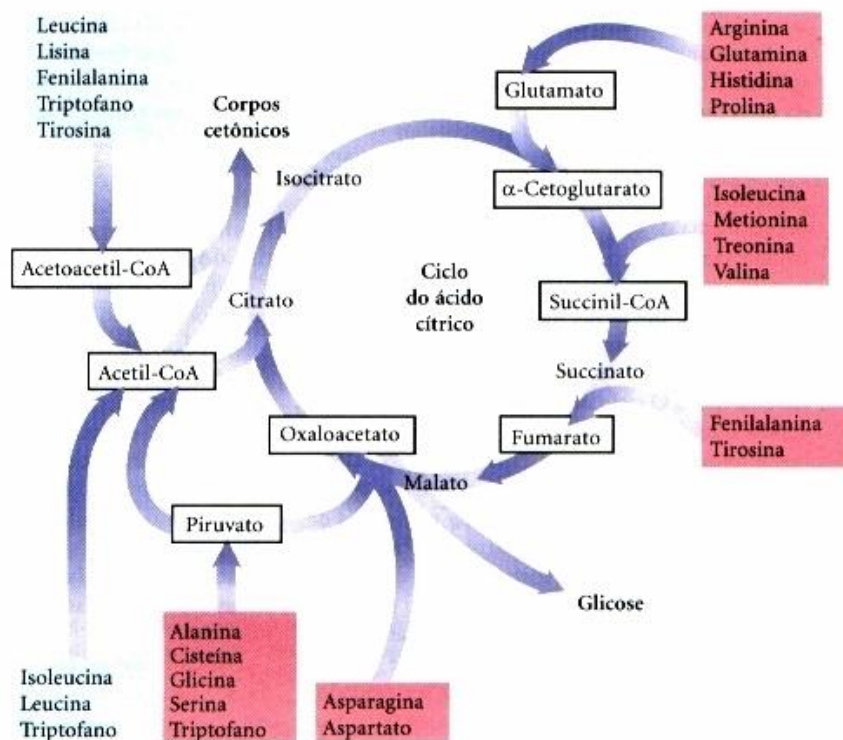 Leucina
Lisina
Fenilalanina
Triptofano
Tirosina
Corpos
cetônicos
Arginina
Glutamina
Histidina
Prolina
Glutamato
Isocitrato
α-Cetoglutarato
Isoleucina
Metionina
Treonina
Valina
Acetoacetil-CoA
Citrato
Ciclo
do ácido
cítrico
Succinil-CoA
Acetil-CoA
Succinato
Oxaloacetato
Fumarato
Fenilalanina
Tirosina
Malato
Piruvato
Glicose
Isoleucina
Leucina
Triptofano
Alanina
Cisteína
Glicina
Serina
Triptofano
Asparagina
Aspartato